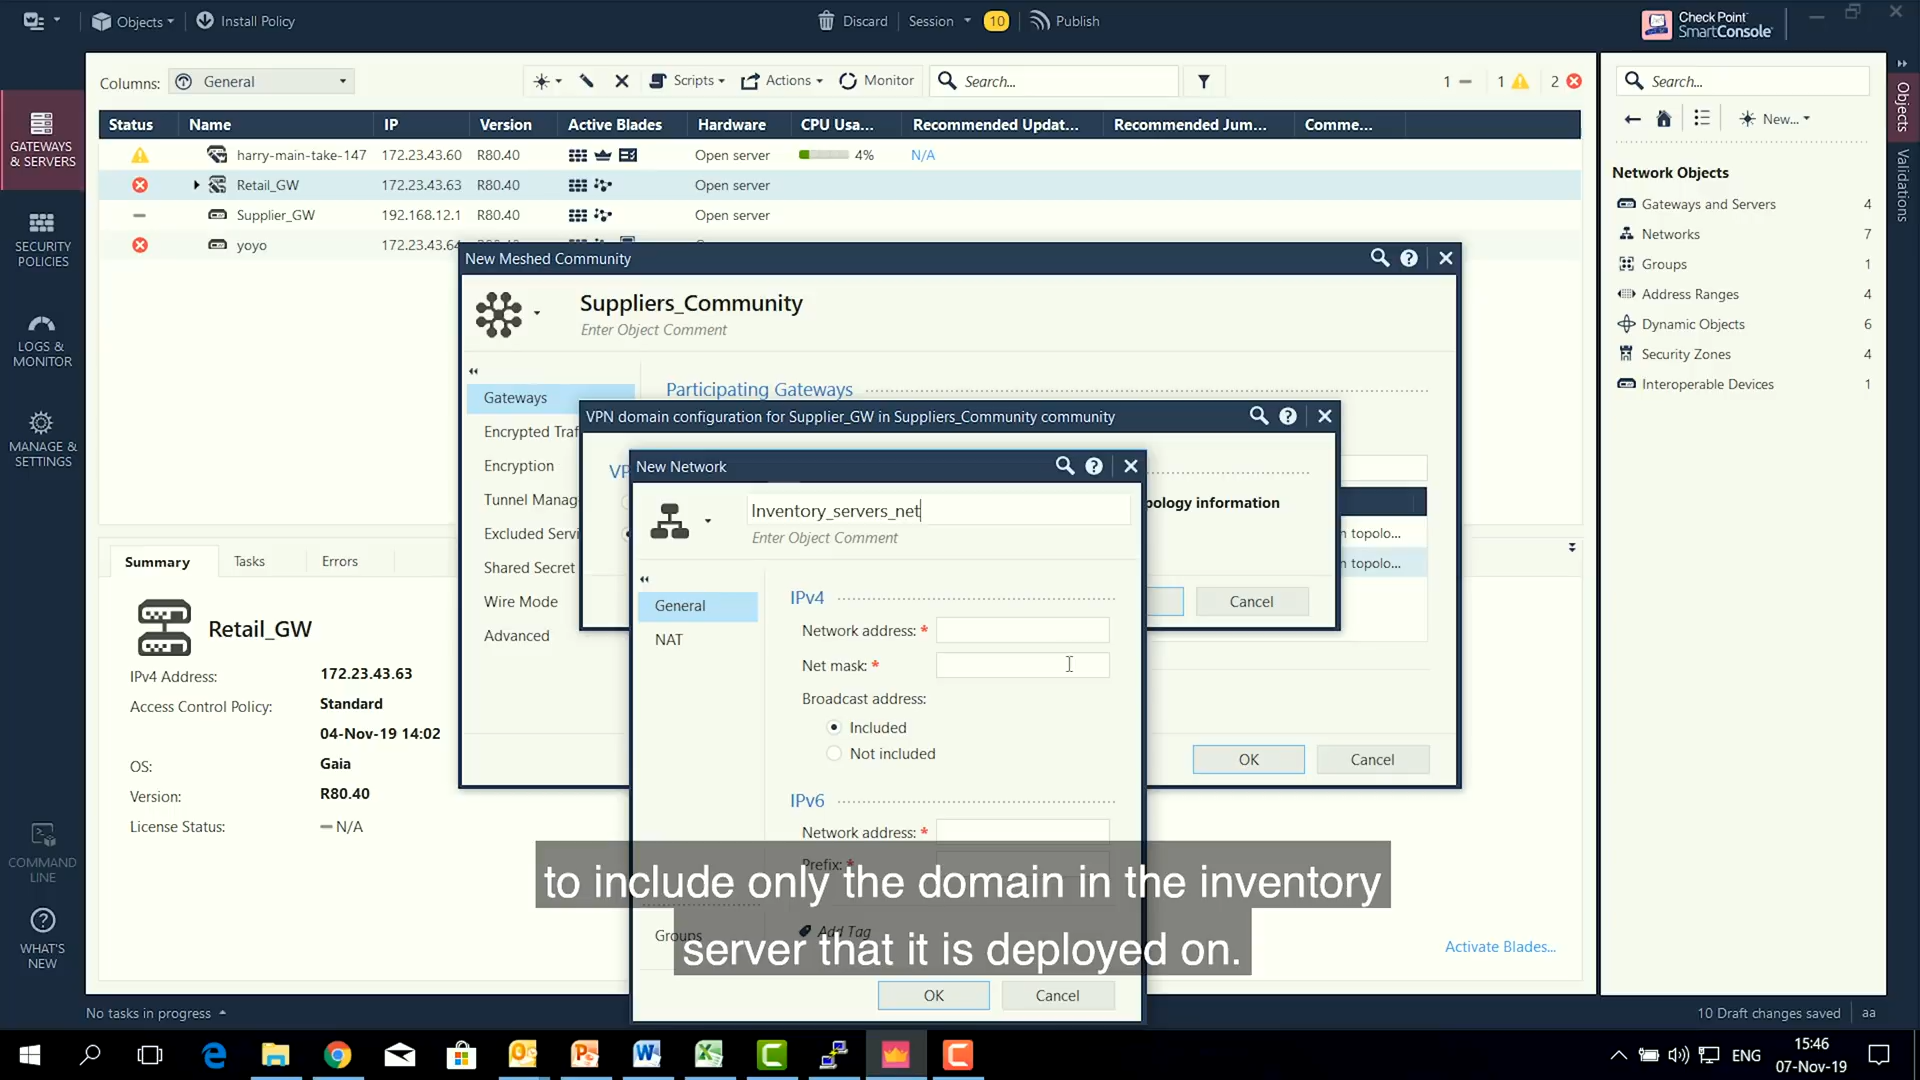 Objects
Install Policy
Discard
Session
10
Publish
Check Point
SmartConsole
Columns:
General
Scripts
Actions
Monitor
Search...
1
1
2
Status
Name
IP
Version
Active Blades
Hardware
CPU Usa...
Recommended Updat...
Recommended Jum...
Comme...
harry-main-take-147
172.23.43.60
R80.40
Open server
4%
N/A
Retail_GW
172.23.43.63
R80.40
Open server
Supplier_GW
192.168.12.1
R80.40
Open server
yoyo
172.23.43.64
GATEWAYS
& SERVERS
SECURITY
POLICIES
LOGS &
MONITOR
MANAGE &
SETTINGS
COMMAND
LINE
WHAT'S
NEW
New Meshed Community
Suppliers_Community
Enter Object Comment
Gateways
Encrypted Traf
Encryption
Tunnel Manag
Excluded Servi
Shared Secret
Wire Mode
Advanced
Participating Gateways
VPN domain configuration for Supplier_GW in Suppliers_Community community
VP
pology information
n topolo...
n topolo...
Cancel
OK
Cancel
New Network
Inventory_servers_net
Enter Object Comment
General
NAT
IPv4
Network address: *
Net mask: *
Broadcast address:
Included
Not included
IPv6
Network address: *
Prefix: *
Groups
Add Tag
OK
Cancel
to include only the domain in the inventory
server that it is deployed on.
Summary
Tasks
Errors
Retail_GW
IPv4 Address:
172.23.43.63
Access Control Policy:
Standard
04-Nov-19 14:02
OS:
Gaia
Version:
R80.40
License Status:
N/A
Activate Blades...
Search...
New...
Network Objects
Gateways and Servers
4
Networks
7
Groups
1
Address Ranges
4
Dynamic Objects
6
Security Zones
4
Interoperable Devices
1
Objects
Validations
No tasks in progress
10 Draft changes saved
aa
ENG
15:46
07-Nov-19